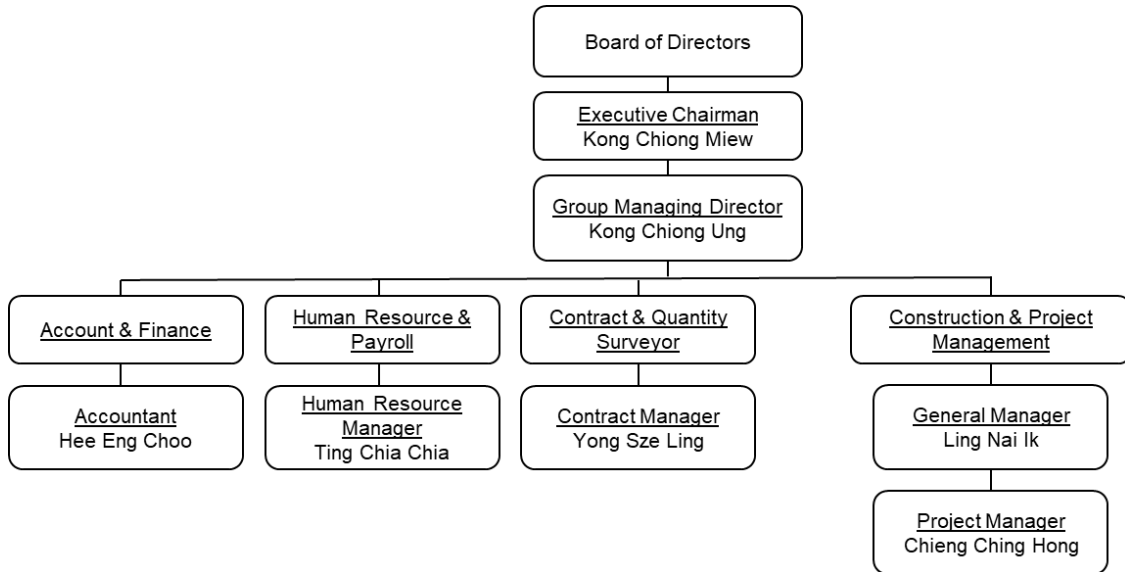 Board of Directors
Executive Chairman
Kong Chiong Miew
Group Managing Director
Kong Chiong Ung
Account & Finance
Human Resource &
Payroll
Contract & Quantity
Surveyor
Construction & Project
Management
Accountant
Hee Eng Choo
Human Resource
Manager
Ting Chia Chia
Contract Manager
Yong Sze Ling
General Manager
Ling Nai Ik
Project Manager
Chieng Ching Hong